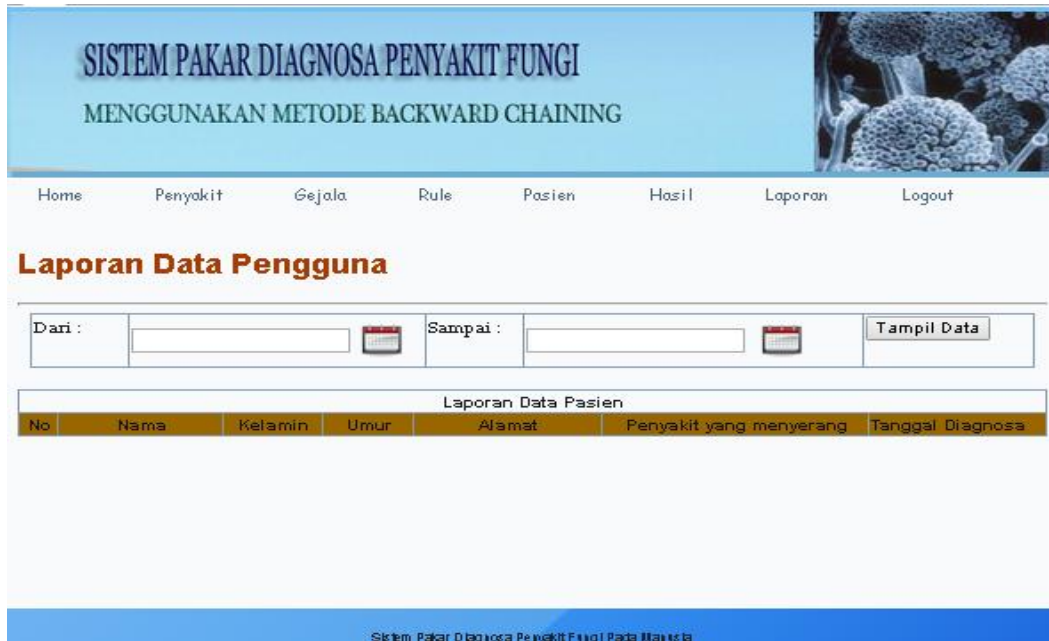 SISTEM PAKAR DIAGNOSA PENYAKIT FUNGI
MENGGUNAKAN METODE BACKWARD CHAINING
Home Penyakit Gejala Rule Pasien Hasil Laporan Logout
Laporan Data Pengguna
Dari : Sampai : Tampil Data
Laporan Data Pasien
No Nama Kelamin Umur Alamat Penyakit yang menyerang Tanggal Diagnosa
Sistem Pakar Diagnosa Penyakit Fungi Pada Manusia